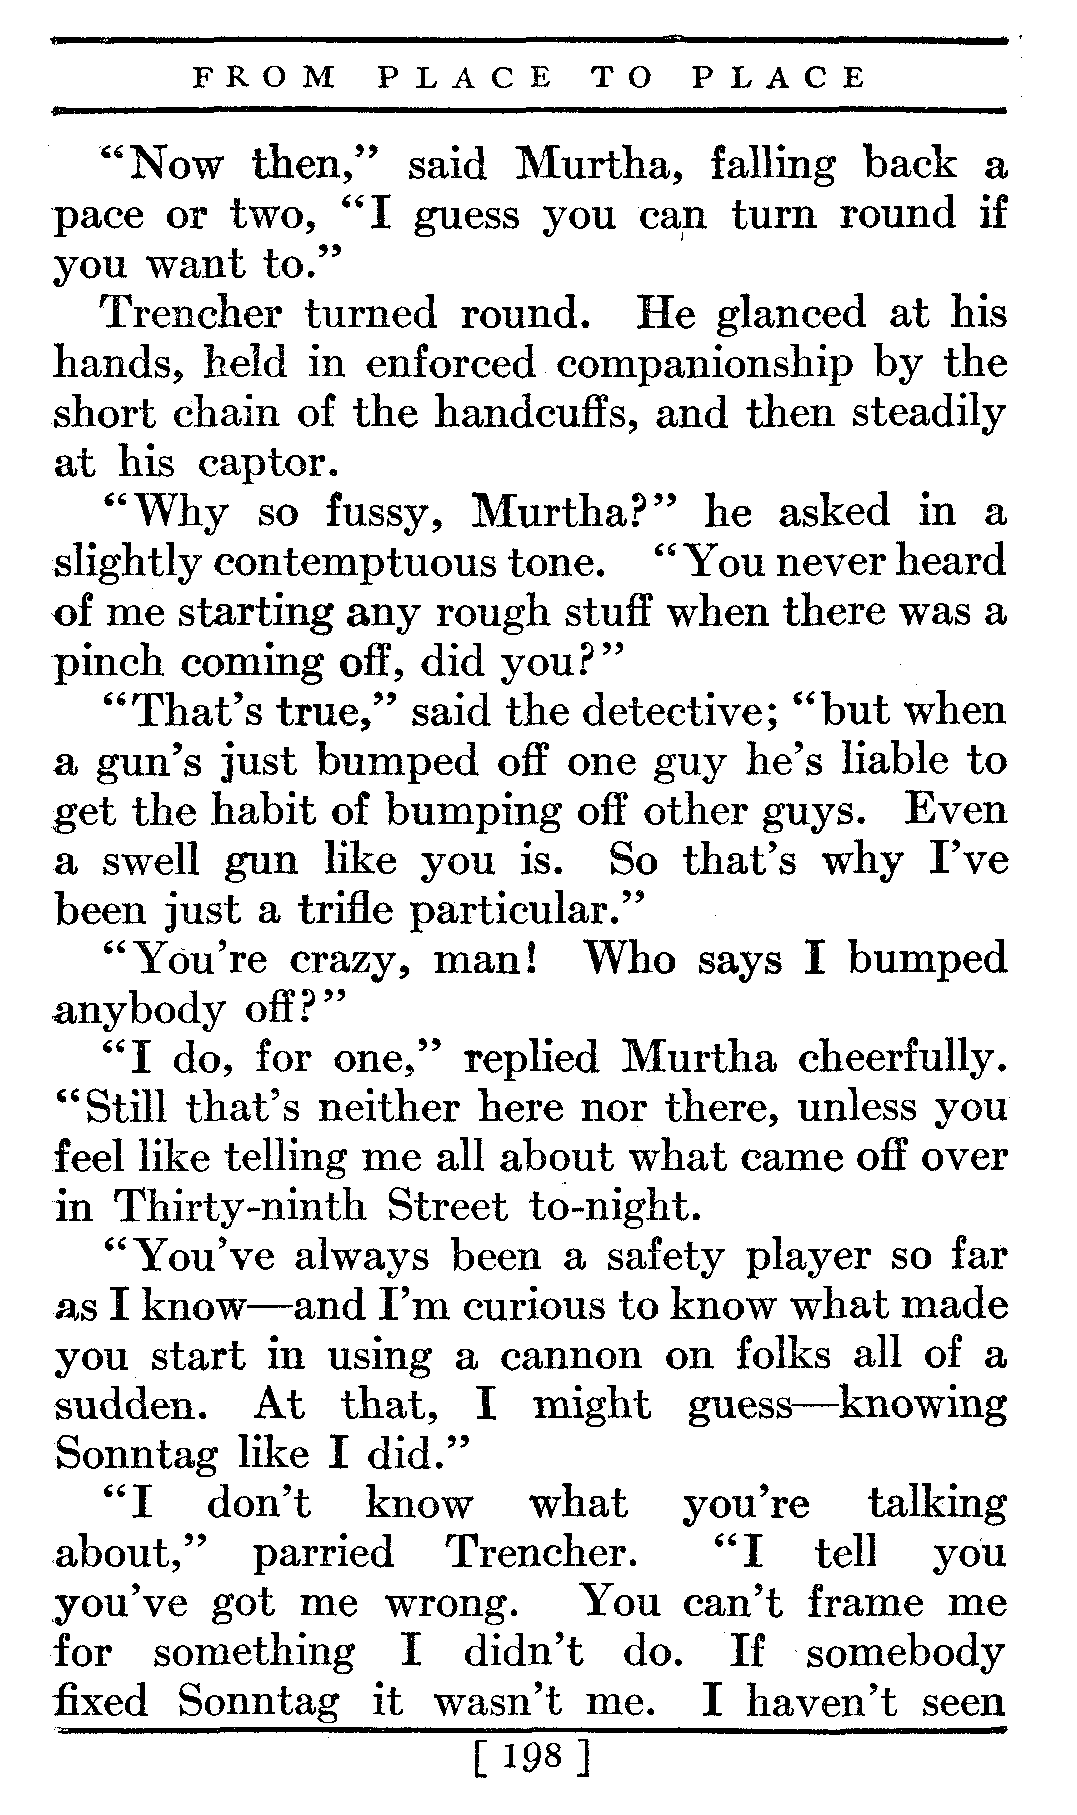 FROM PLACE TO PLACE
“Now then,” said Murtha, falling back a
pace or two, “I guess you can turn round if
you want to.”
Trencher turned round. He glanced at his
hands, held in enforced companionship by the
short chain of the handcuffs, and then steadily
at his captor.
“Why so fussy, Murtha?” he asked in a
slightly contemptuous tone. “You never heard
of me starting any rough stuff when there was a
pinch coming off, did you?”
“That’s true,” said the detective; “but when
a gun’s just bumped off one guy he’s liable to
get the habit of bumping off other guys. Even
a swell gun like you is. So that’s why I’ve
been just a trifle particular.”
“You’re crazy, man! Who says I bumped
anybody off?”
“I do, for one,” replied Murtha cheerfully.
“Still that’s neither here nor there, unless you
feel like telling me all about what came off over
in Thirty-ninth Street to-night.
“You’ve always been a safety player so far
as I know—and I’m curious to know what made
you start in using a cannon on folks all of a
sudden. At that, I might guess—knowing
Sonntag like I did.”
“I don’t know what you’re talking
about,” parried Trencher. “I tell you
you’ve got me wrong. You can’t frame me
for something I didn’t do. If somebody
fixed Sonntag it wasn’t me. I haven’t seen
[ 198 ]